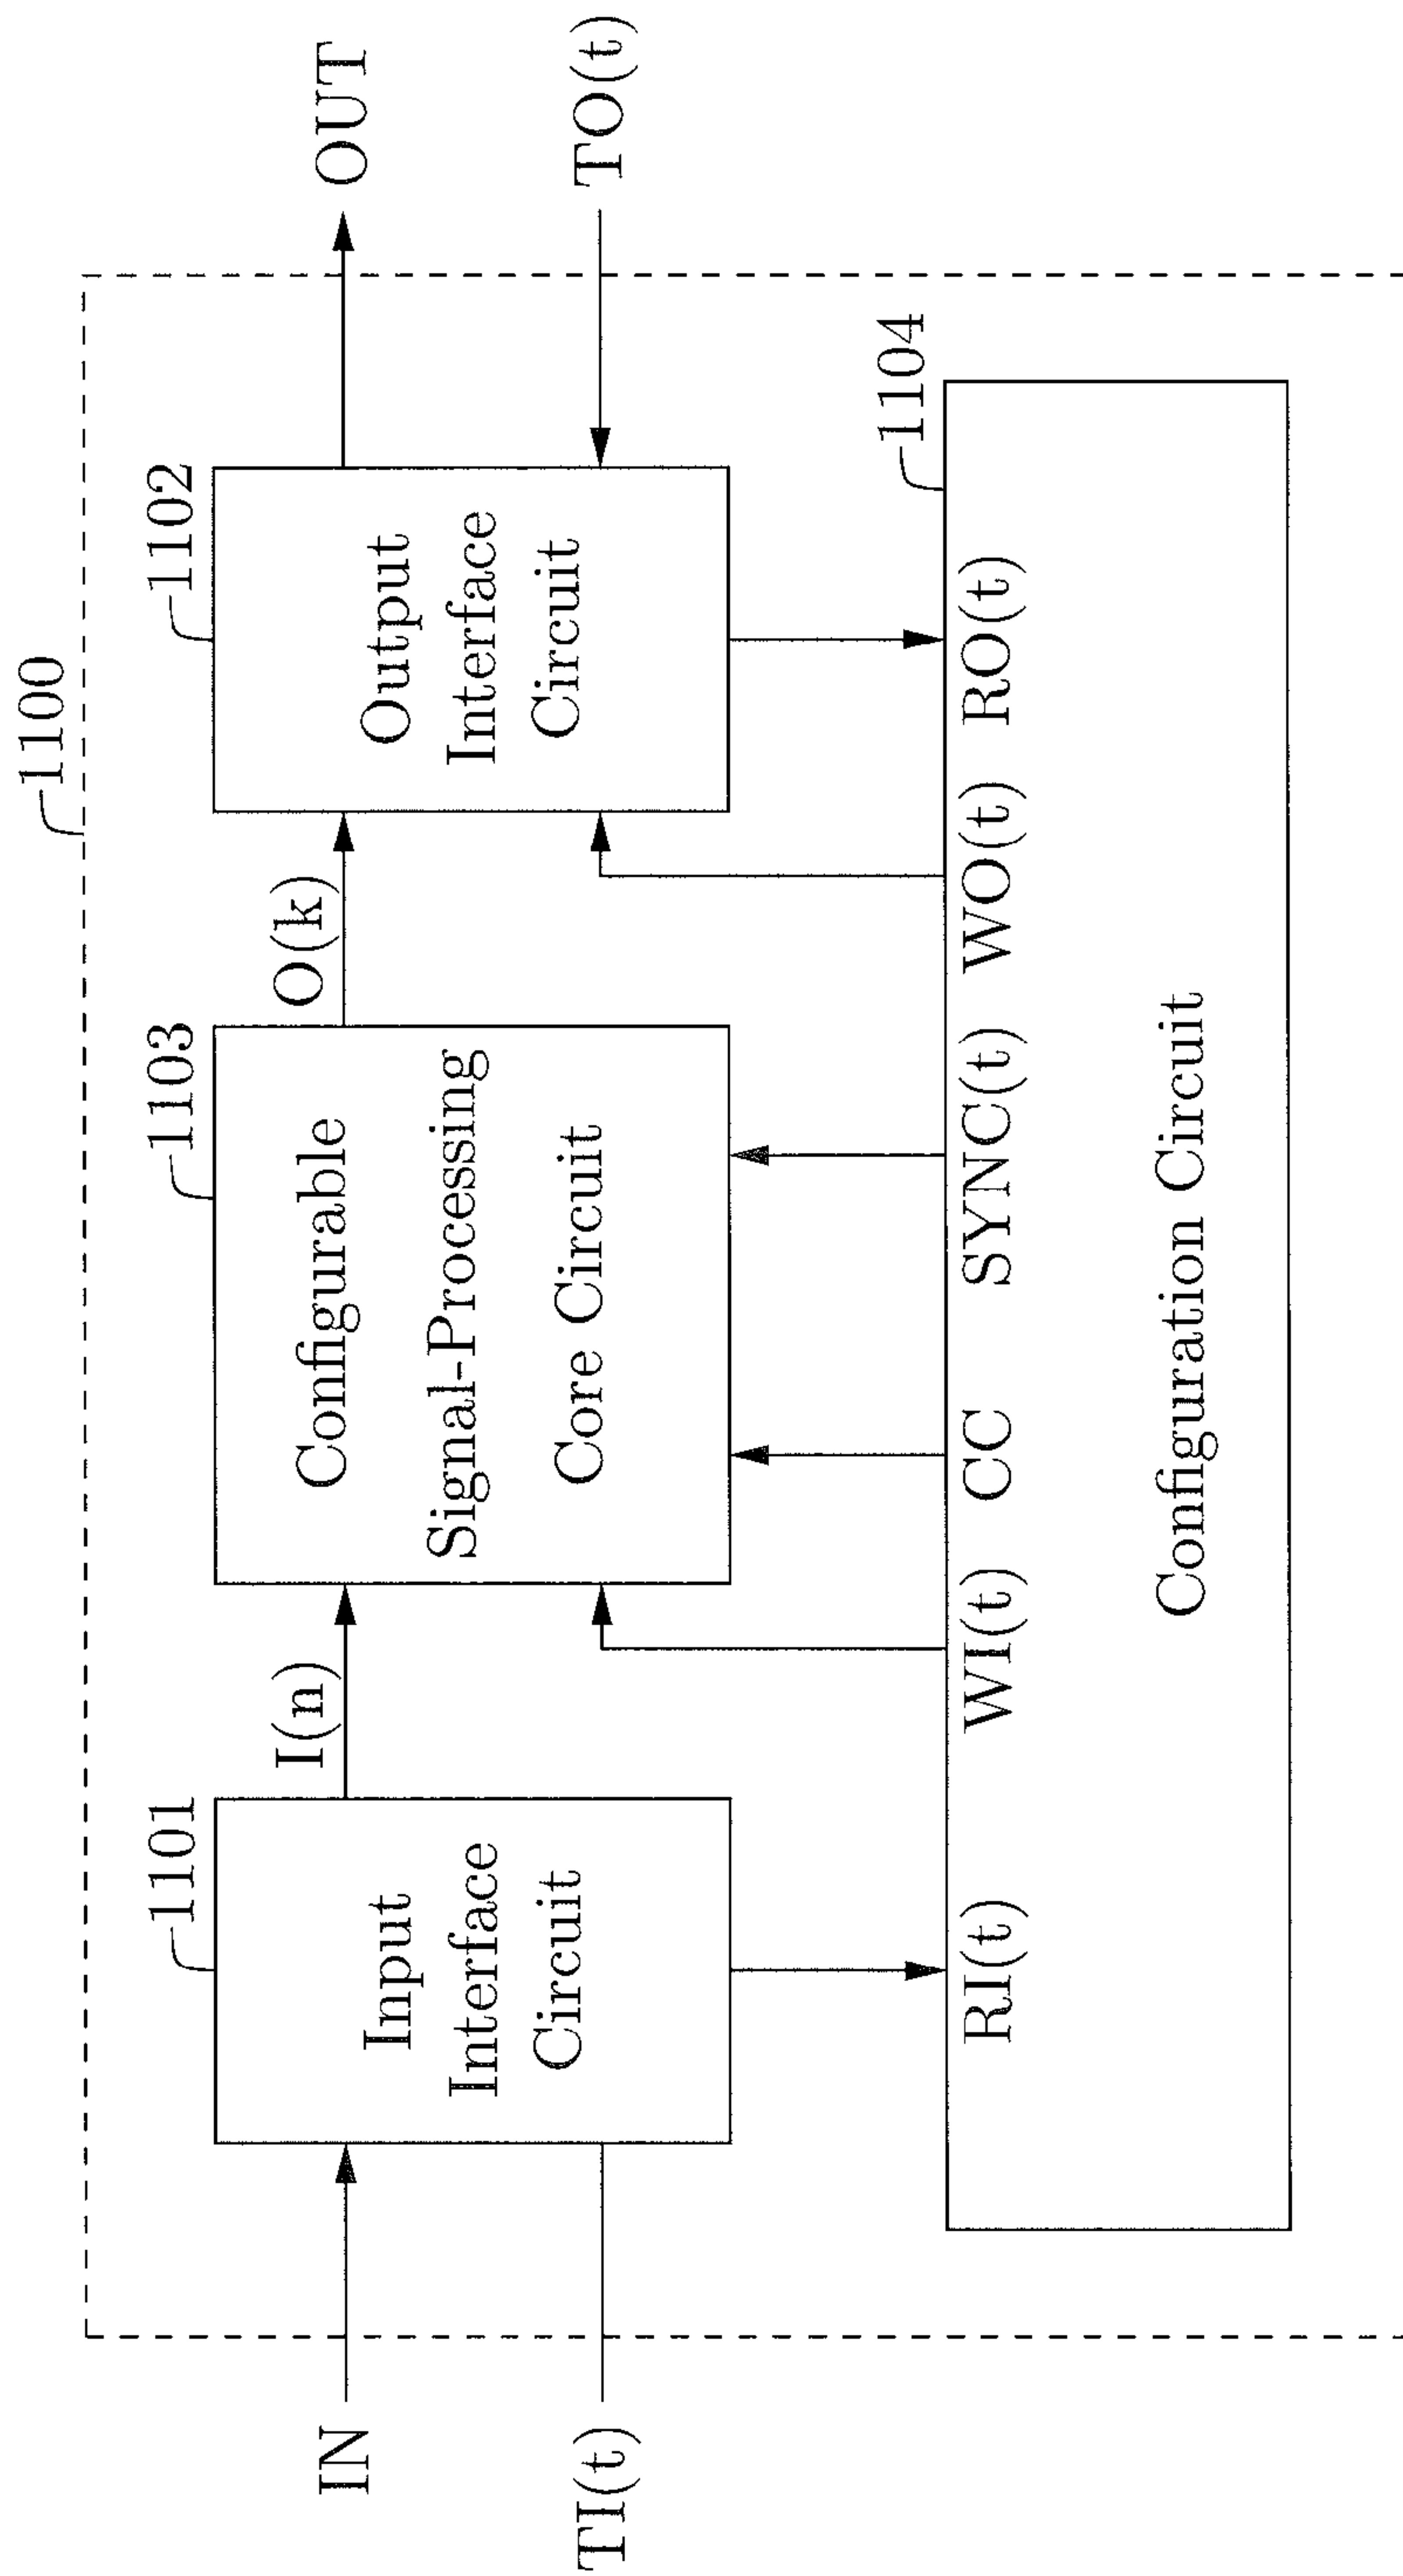 1100
1101
1103
1102
IN
I(n)
O(k)
OUT
Input
Interface
Circuit
Configurable
Signal-Processing
Core Circuit
Output
Interface
Circuit
TI(t)
TO(t)
1104
RI(t) WI(t) CC SYNC(t) WO(t) RO(t)
Configuration Circuit